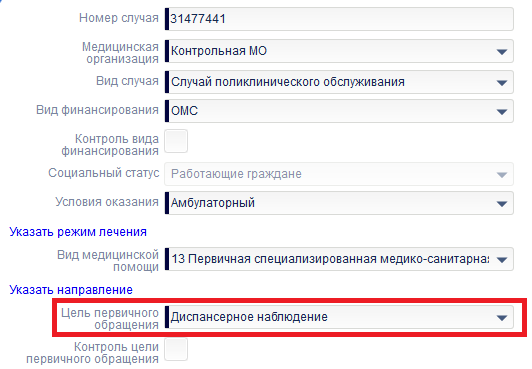 Номер случая 31477441
Медицинская
организация Контрольная МО
Вид случая Случай поликлинического обслуживания
Вид финансирования ОМС
Контроль вида
финансирования
Социальный статус Работающие граждане
Условия оказания Амбулаторный
Указать режим лечения
Вид медицинской
помощи 13 Первичная специализированная медико-санитарная
Указать направление
Цель первичного
обращения Диспансерное наблюдение
Контроль цели
первичного обращения